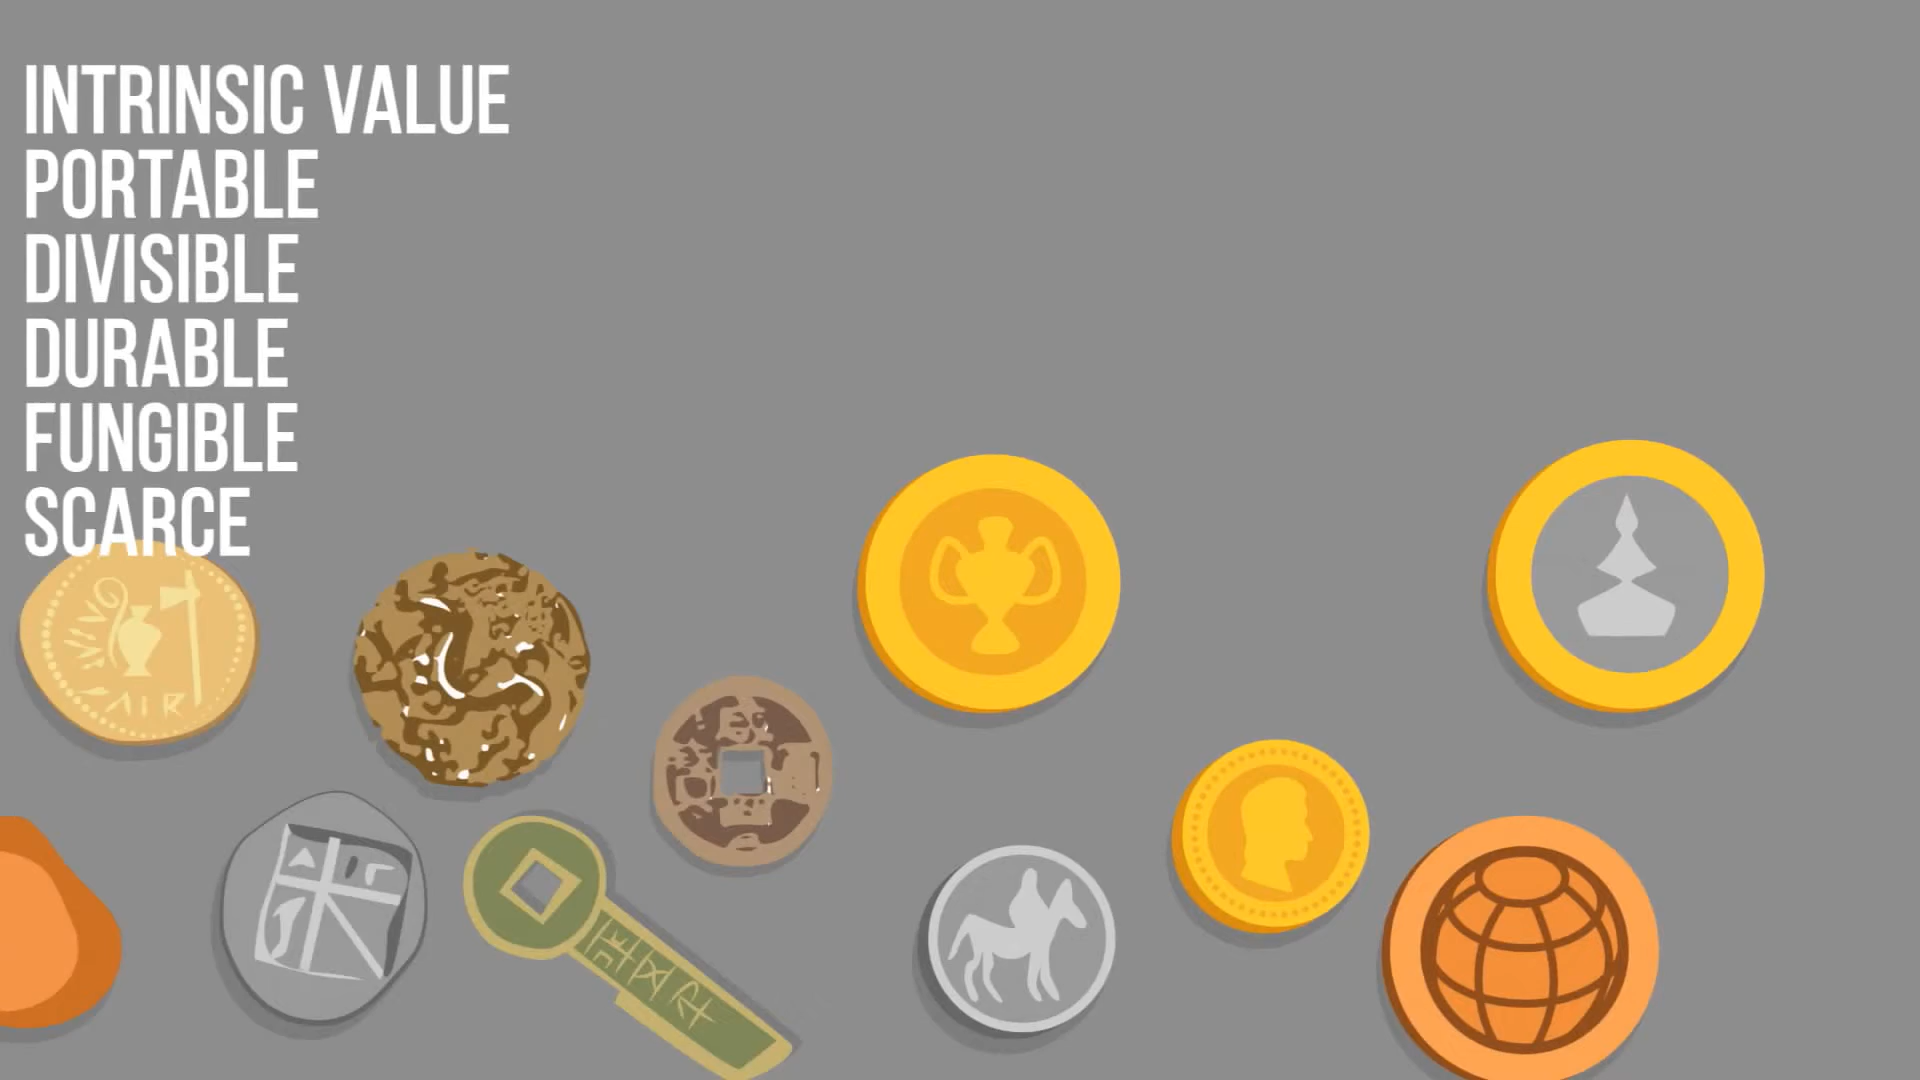 INTRINSIC VALUE
PORTABLE
DIVISIBLE
DURABLE
FUNGIBLE
SCARCE